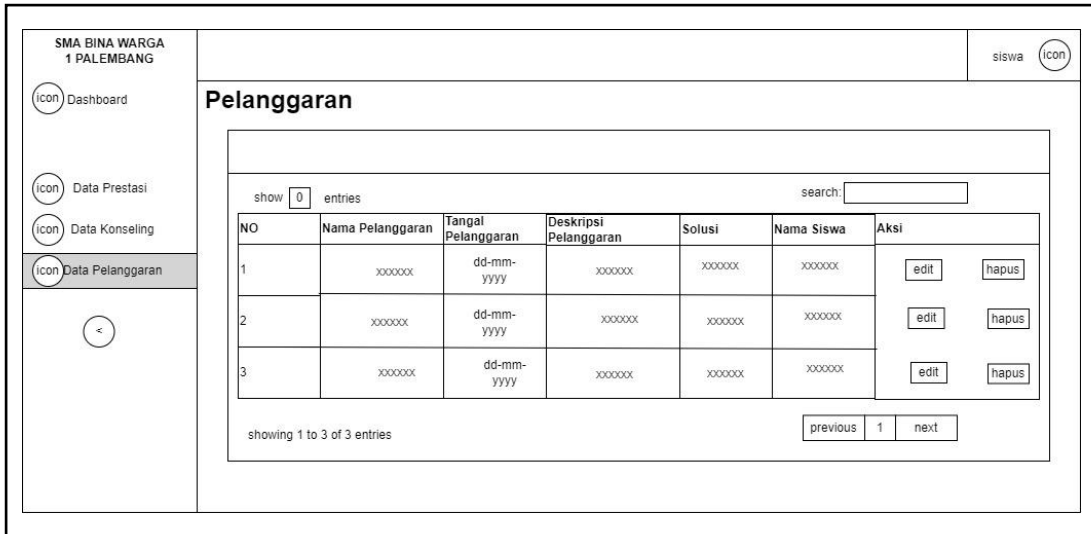 SMA BINA WARGA
1 PALEMBANG
siswa
icon
icon
Dashboard
icon
Data Prestasi
icon
Data Konseling
icon
Data Pelanggaran
<
Pelanggaran
show 0 entries
search:
NO
Nama Pelanggaran
Tangal
Pelanggaran
Deskripsi
Pelanggaran
Solusi
Nama Siswa
Aksi
1
xxxxxx
dd-mm-
yyyy
xxxxxx
xxxxxx
xxxxxx
edit
hapus
2
xxxxxx
dd-mm-
yyyy
xxxxxx
xxxxxx
xxxxxx
edit
hapus
3
xxxxxx
dd-mm-
yyyy
xxxxxx
xxxxxx
xxxxxx
edit
hapus
showing 1 to 3 of 3 entries
previous 1 next